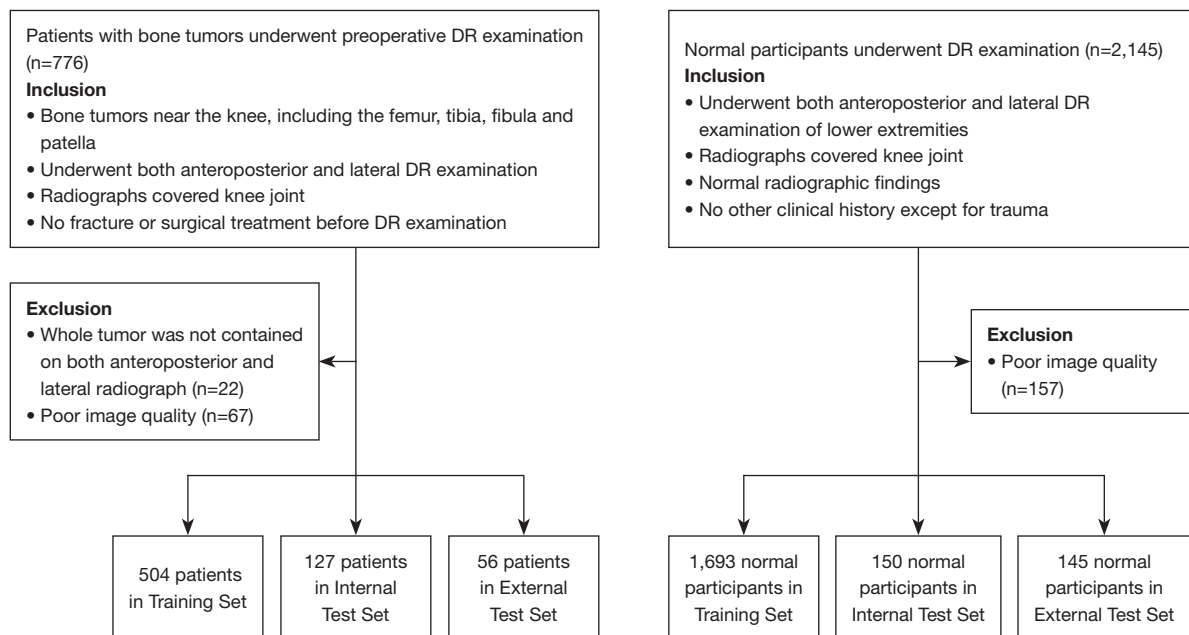 Patients with bone tumors underwent preoperative DR examination
(n=776)
Inclusion
• Bone tumors near the knee, including the femur, tibia, fibula and
patella
• Underwent both anteroposterior and lateral DR examination
• Radiographs covered knee joint
• No fracture or surgical treatment before DR examination
Normal participants underwent DR examination (n=2,145)
Inclusion
• Underwent both anteroposterior and lateral DR
examination of lower extremities
• Radiographs covered knee joint
• Normal radiographic findings
• No other clinical history except for trauma
Exclusion
• Whole tumor was not contained
on both anteroposterior and
lateral radiograph (n=22)
• Poor image quality (n=67)
Exclusion
• Poor image quality
(n=157)
504 patients
in Training Set
127 patients
in Internal
Test Set
56 patients
in External
Test Set
1,693 normal
participants in
Training Set
150 normal
participants in
Internal Test Set
145 normal
participants in
External Test Set